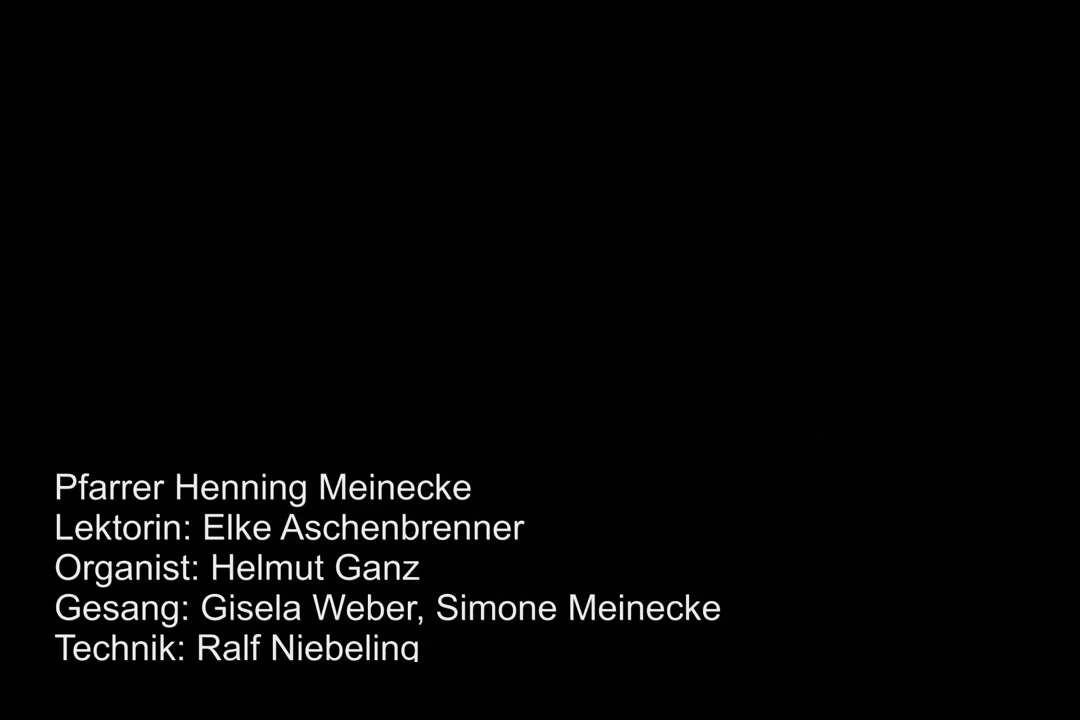 Pfarrer Henning Meinecke
Lektorin: Elke Aschenbrenner
Organist: Helmut Ganz
Gesang: Gisela Weber, Simone Meinecke
Technik: Ralf Niebeling